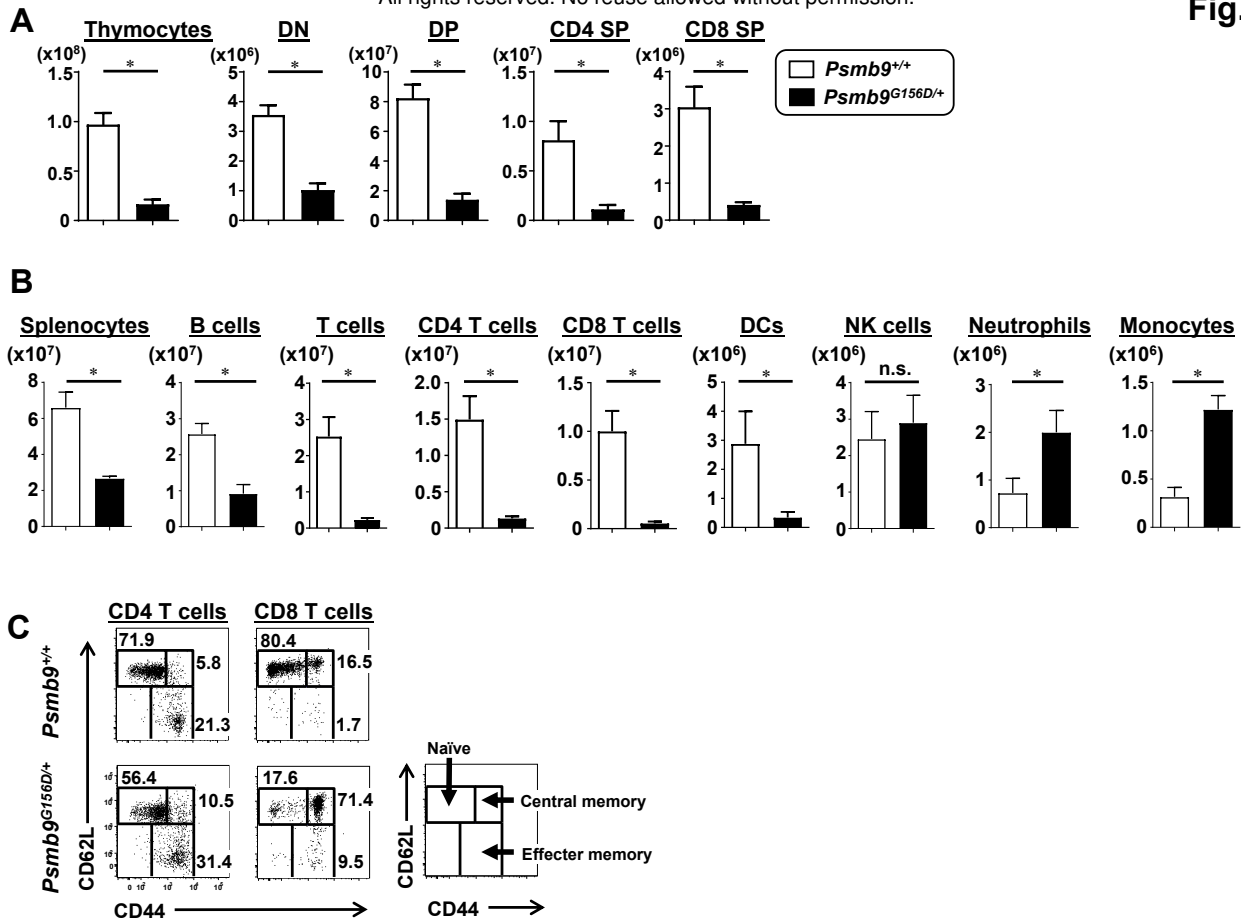 All rights reserved. No reuse allowed without permission.
Fig.
A
Thymocytes DN DP CD4 SP CD8 SP
(x10⁸) (x10⁶) (x10⁷) (x10⁷) (x10⁶)
* * * * *
1.5 1.0 0.5 0
5 4 3 2 1 0
10 8 6 4 2 0
1.5 1.0 0.5 0
4 3 2 1 0
Psmb9+/+
Psmb9G156D/+
B
Splenocytes B cells T cells CD4 T cells CD8 T cells DCs NK cells Neutrophils Monocytes
(x10⁷) (x10⁷) (x10⁷) (x10⁷) (x10⁷) (x10⁶) (x10⁶) (x10⁶) (x10⁶)
* * * * * * n.s. * *
8 6 4 2 0
4 3 2 1 0
4 3 2 1 0
2.0 1.5 1.0 0.5 0
1.5 1.0 0.5 0
5 4 3 2 1 0
4 3 2 1 0
3 2 1 0
1.5 1.0 0.5 0
C
CD4 T cells CD8 T cells
Psmb9+/+
71.9
5.8
21.3
80.4
16.5
1.7
Psmb9G156D/+
56.4
10.5
31.4
17.6
71.4
9.5
CD62L
CD44
Naïve
Central memory
Effecter memory
CD62L
CD44